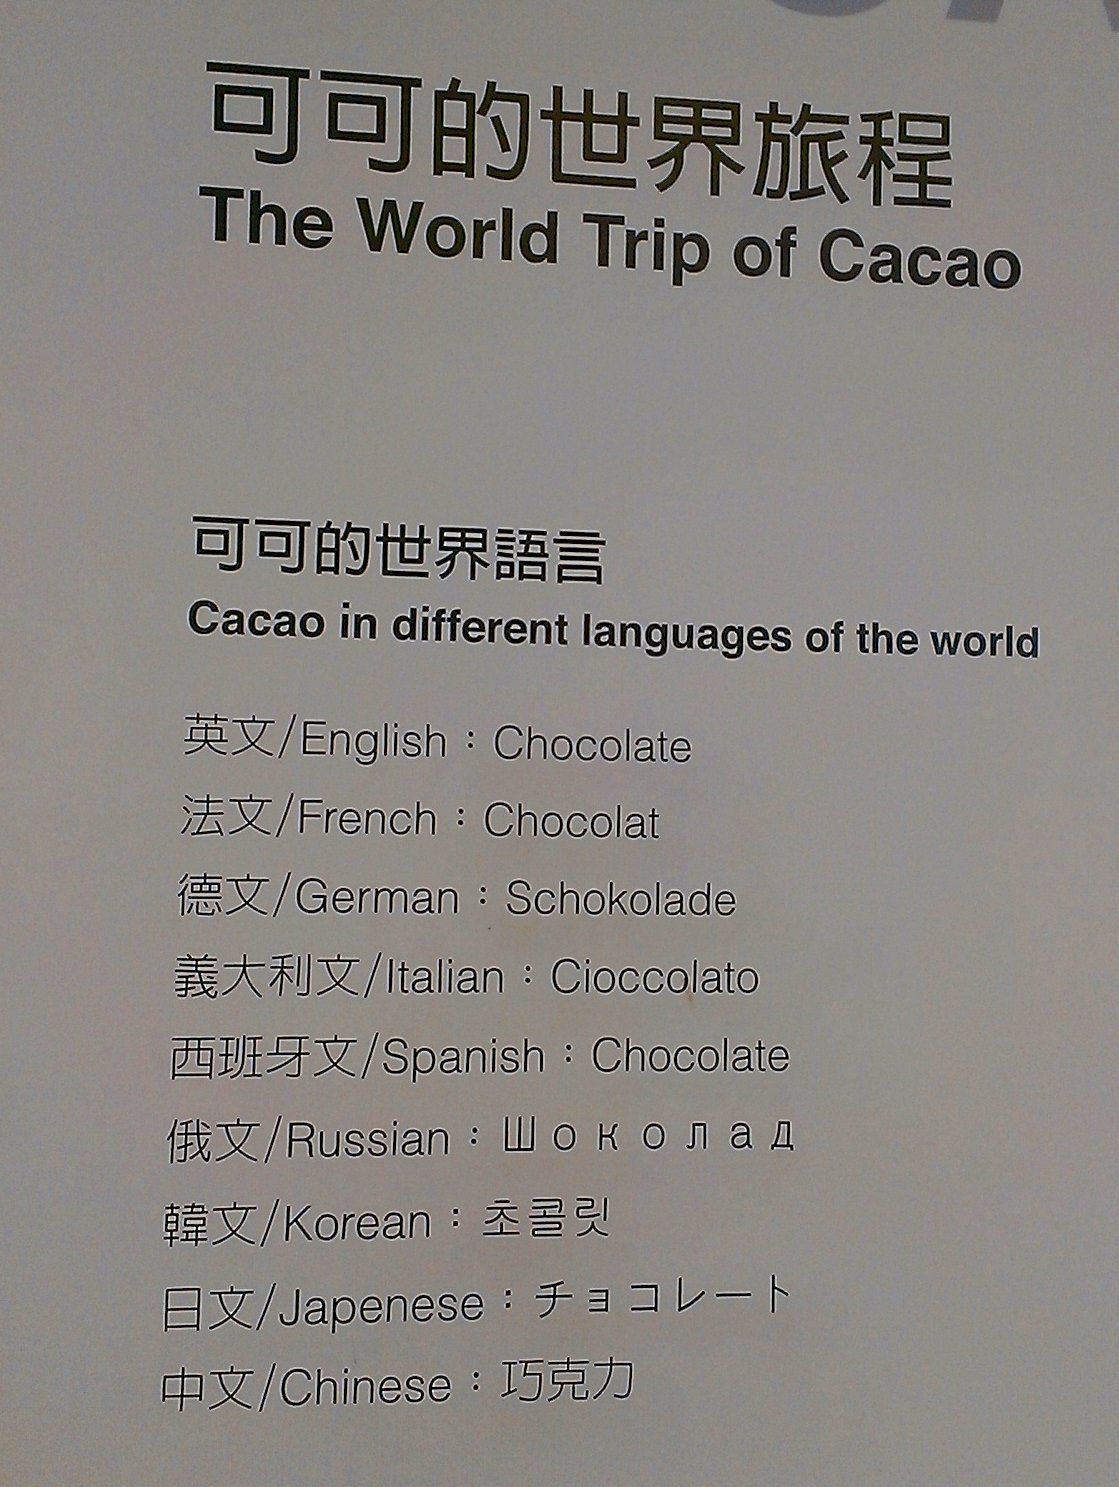 可可的世界旅程
The World Trip of Cacao
可可的世界語言
Cacao in different languages of the world
英文/English：Chocolate
法文/French：Chocolat
德文/German：Schokolade
義大利文/Italian：Cioccolato
西班牙文/Spanish：Chocolate
俄文/Russian：Шоколад
韓文/Korean：초콜릿
日文/Japenese：チョコレート
中文/Chinese：巧克力